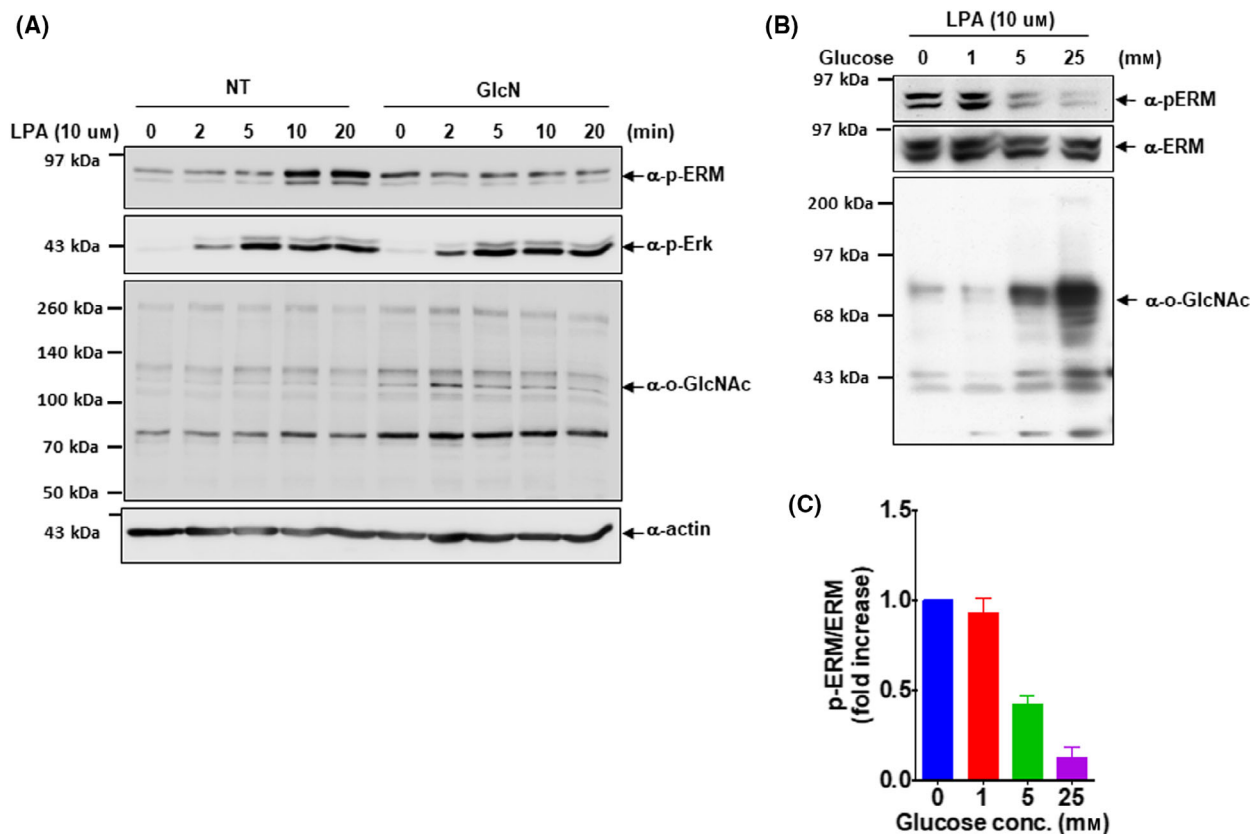 (A)
NT GlcN
LPA (10 uM) 0 2 5 10 20 0 2 5 10 20 (min)
97 kDa
α-p-ERM
43 kDa
α-p-Erk
260 kDa
140 kDa
α-o-GlcNAc
100 kDa
70 kDa
50 kDa
43 kDa
α-actin
(B)
LPA (10 uM)
Glucose 0 1 5 25 (mM)
97 kDa
α-pERM
97 kDa
α-ERM
200 kDa
97 kDa
α-o-GlcNAc
68 kDa
43 kDa
(C)
p-ERM/ERM
(fold increase)
1.5
1.0
0.5
0.0
0 1 5 25
Glucose conc. (mM)